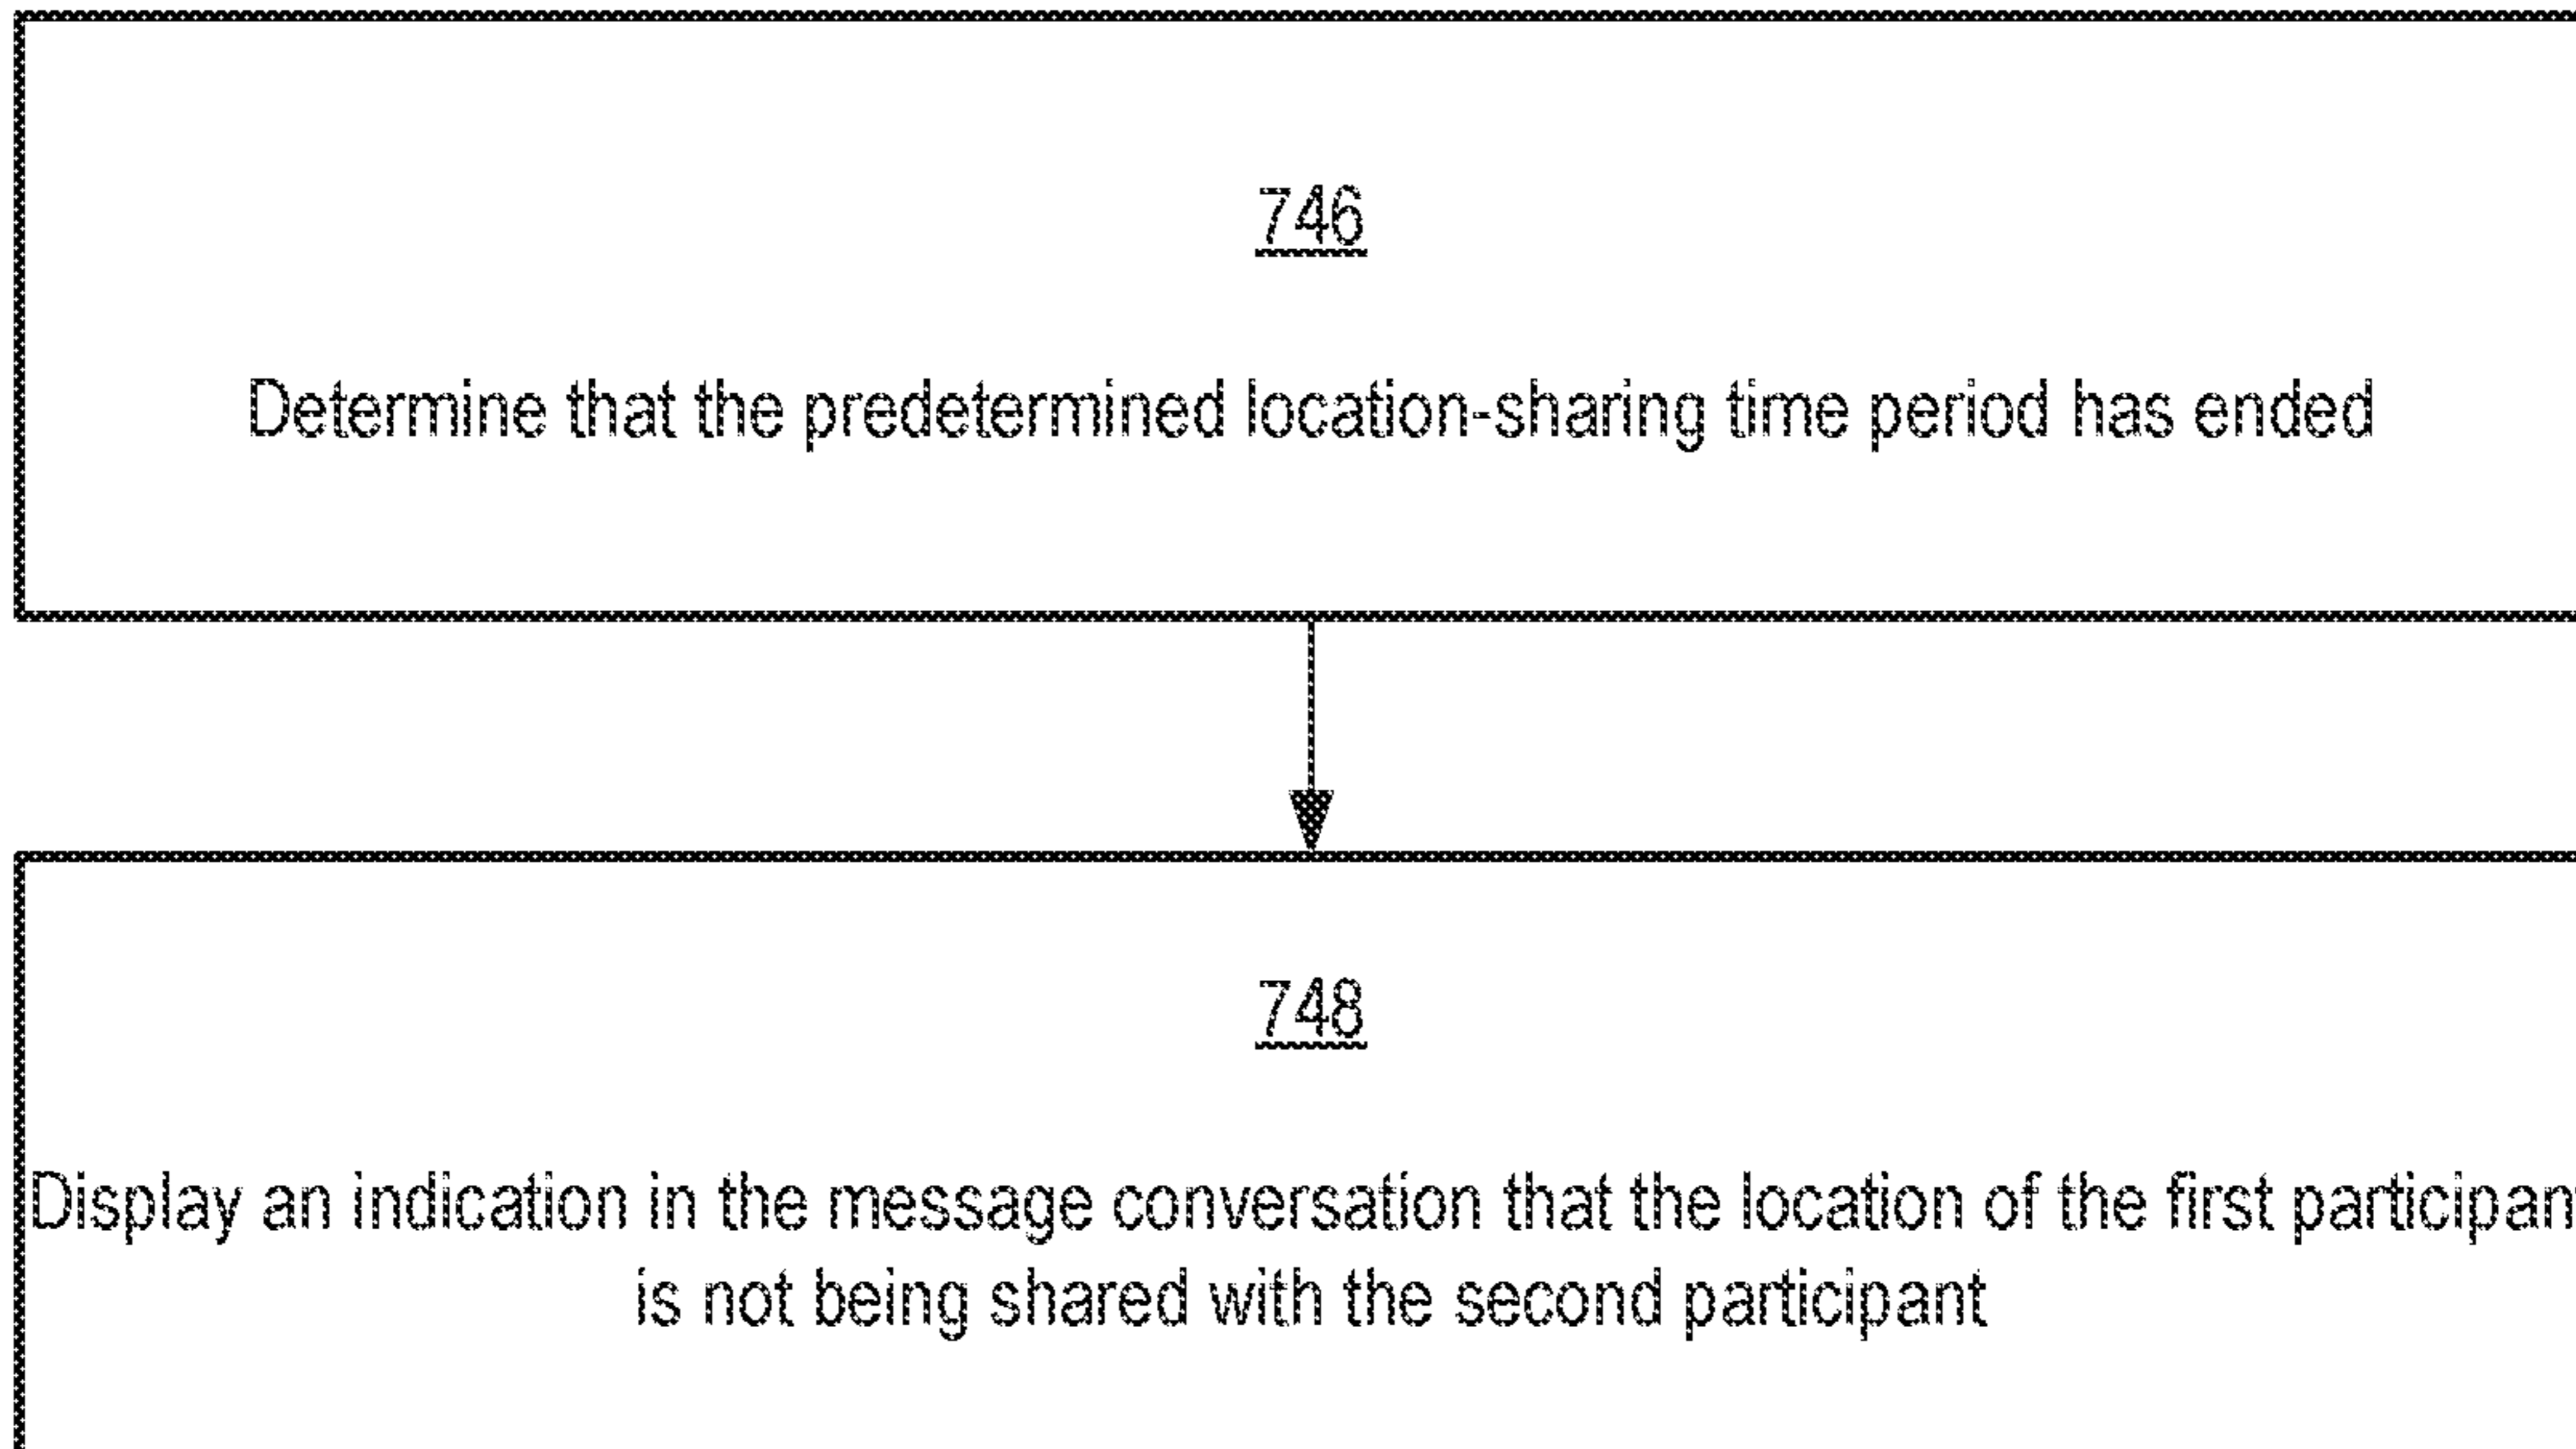 746
Determine that the predetermined location-sharing time period has ended
748
Display an indication in the message conversation that the location of the first participant
is not being shared with the second participant